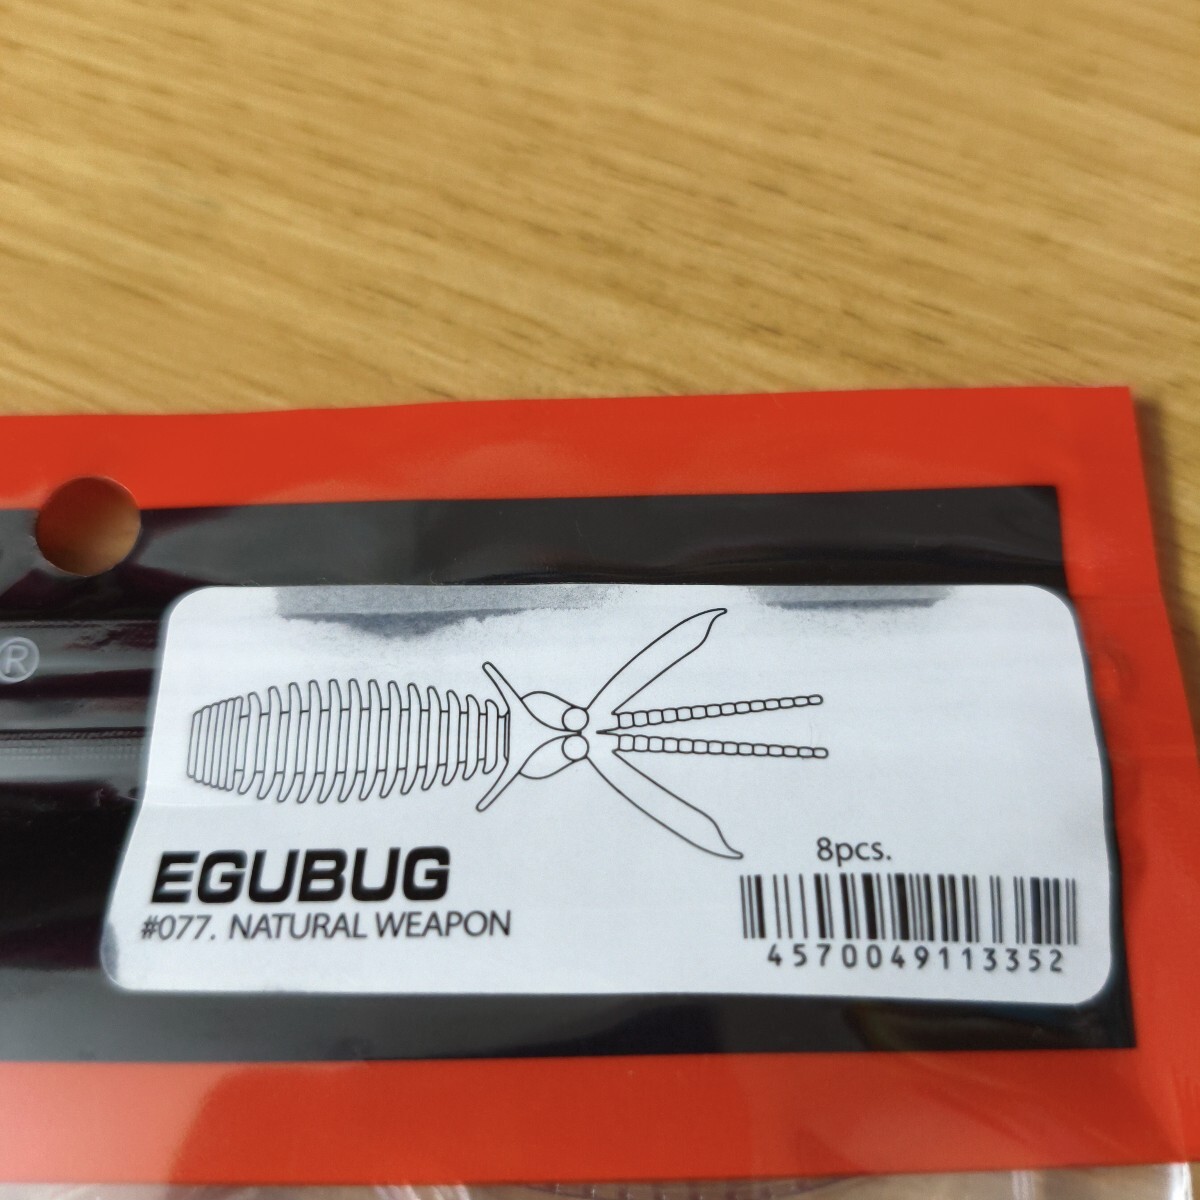 ®
EGUBUG
#077. NATURAL WEAPON
8pcs.
4570049113352